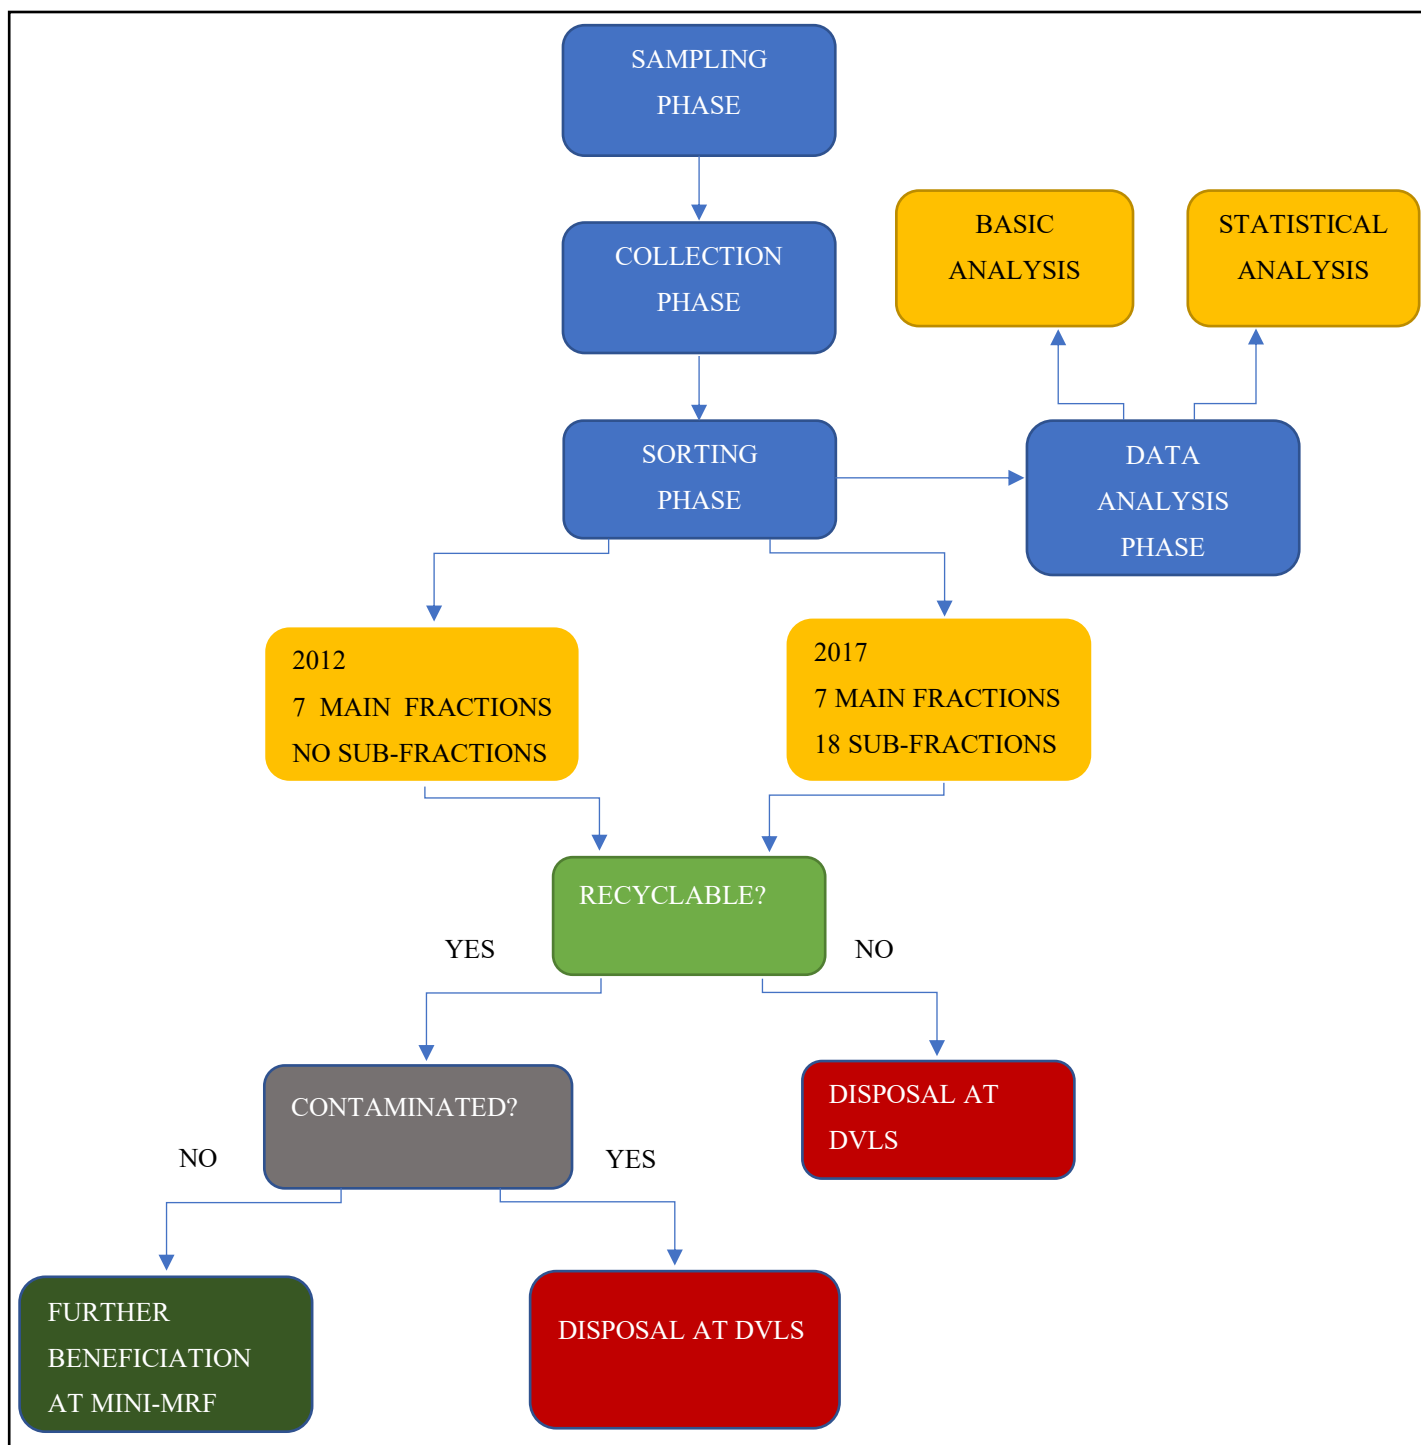 SAMPLING
PHASE
COLLECTION
PHASE
BASIC
ANALYSIS
STATISTICAL
ANALYSIS
SORTING
PHASE
DATA
ANALYSIS
PHASE
2012
7 MAIN FRACTIONS
NO SUB-FRACTIONS
2017
7 MAIN FRACTIONS
18 SUB-FRACTIONS
RECYCLABLE?
YES
NO
CONTAMINATED?
DISPOSAL AT
DVLS
NO
YES
FURTHER
BENEFICIATION
AT MINI-MRF
DISPOSAL AT DVLS